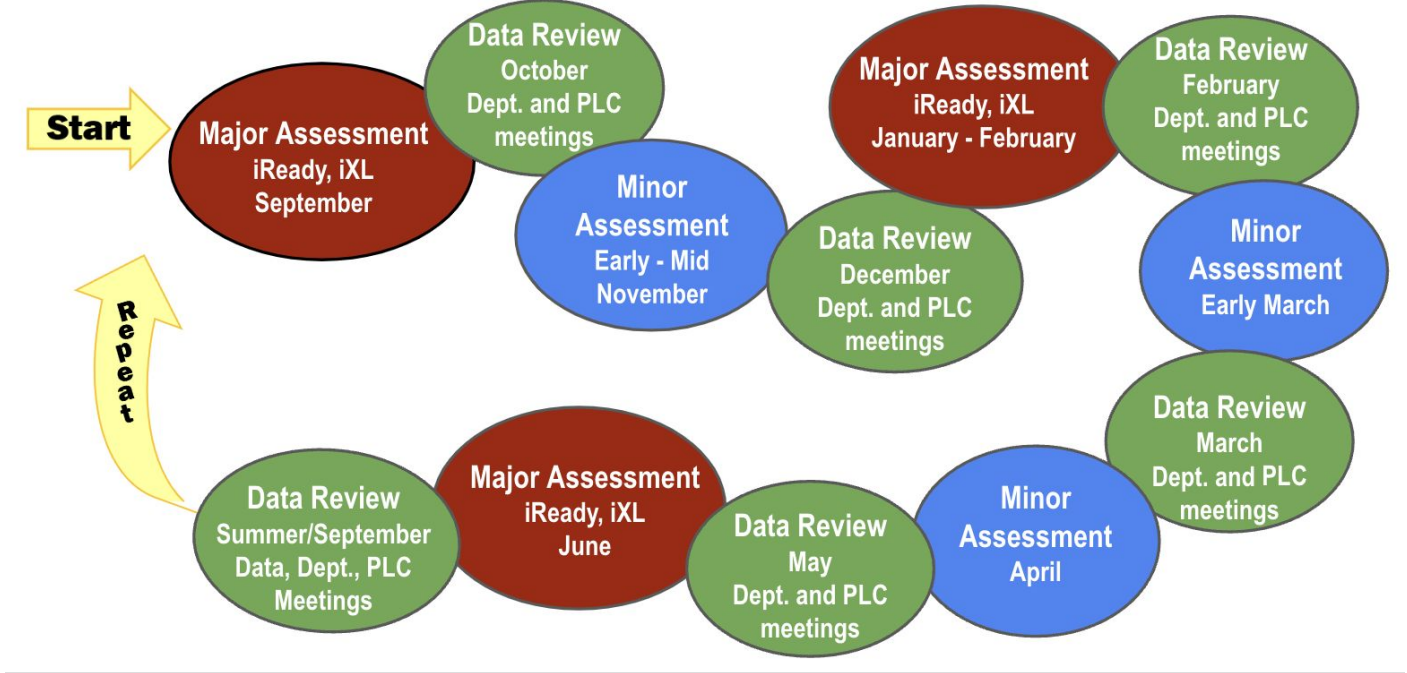 Start
Major Assessment
iReady, iXL
September
Data Review
October
Dept. and PLC
meetings
Minor
Assessment
Early - Mid
November
Data Review
December
Dept. and PLC
meetings
Major Assessment
iReady, iXL
January - February
Data Review
February
Dept. and PLC
meetings
Minor
Assessment
Early March
Data Review
March
Dept. and PLC
meetings
Minor
Assessment
April
Data Review
May
Dept. and PLC
meetings
Major Assessment
iReady, iXL
June
Data Review
Summer/September
Data, Dept., PLC
Meetings
Repeat